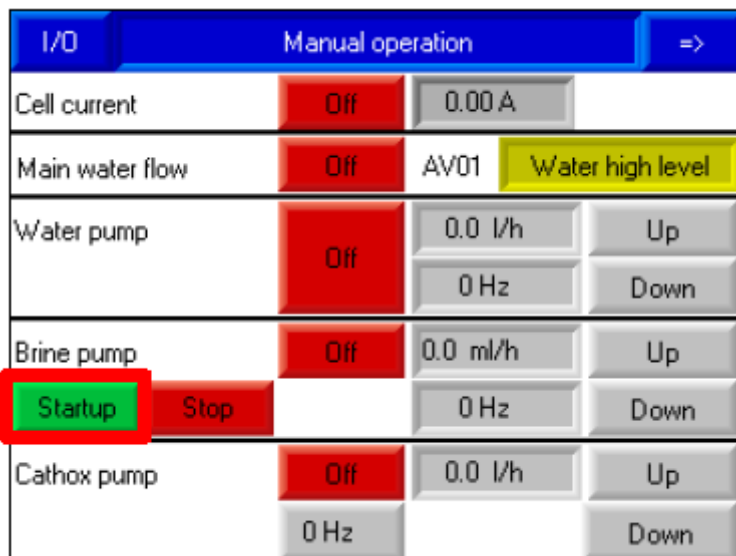 I/O Manual operation =>
Cell current Off 0.00 A
Main water flow Off AV01 Water high level
Water pump Off 0.0 l/h Up
0 Hz Down
Brine pump Off 0.0 ml/h Up
Startup Stop 0 Hz Down
Cathox pump Off 0.0 l/h Up
0 Hz Down